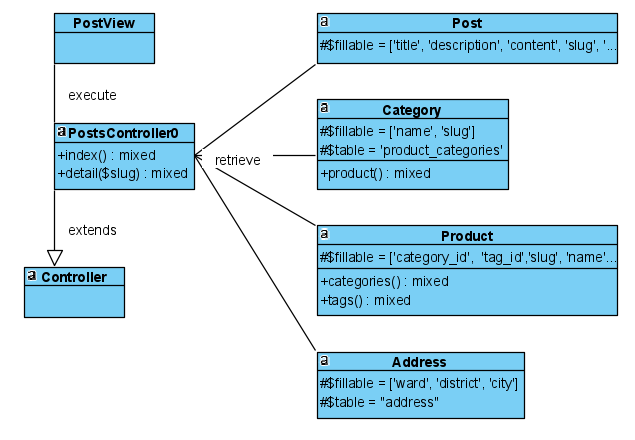 PostView
execute
a PostsController0
+index() : mixed
+detail($slug) : mixed
extends
a Controller
retrieve
a Post
#$fillable = ['title', 'description', 'content', 'slug', '...
a Category
#$fillable = ['name', 'slug']
#$table = 'product_categories'
+product() : mixed
a Product
#$fillable = ['category_id', 'tag_id','slug', 'name'...
+categories() : mixed
+tags() : mixed
a Address
#$fillable = ['ward', 'district', 'city']
#$table = "address"